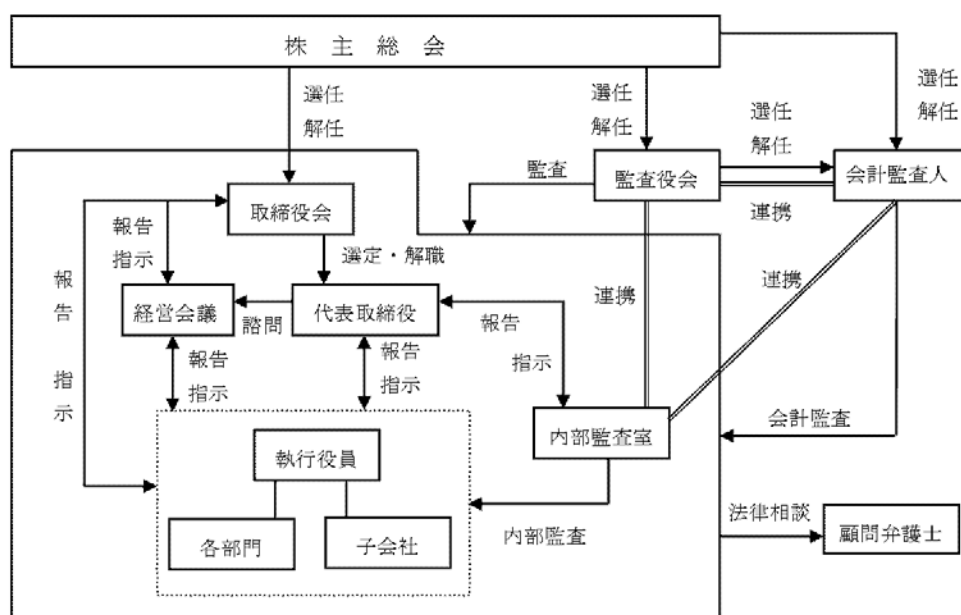 株 主 総 会
選任
解任
選任
解任
選任
解任
選任
解任
監査
監査役会
会計監査人
取締役会
連携
報告
指示
選定・解職
報告
指示
連携
連携
経営会議
諮問
代表取締役
報告
指示
報告
指示
報告
指示
内部監査室
会計監査
執行役員
各部門
子会社
内部監査
法律相談
顧問弁護士